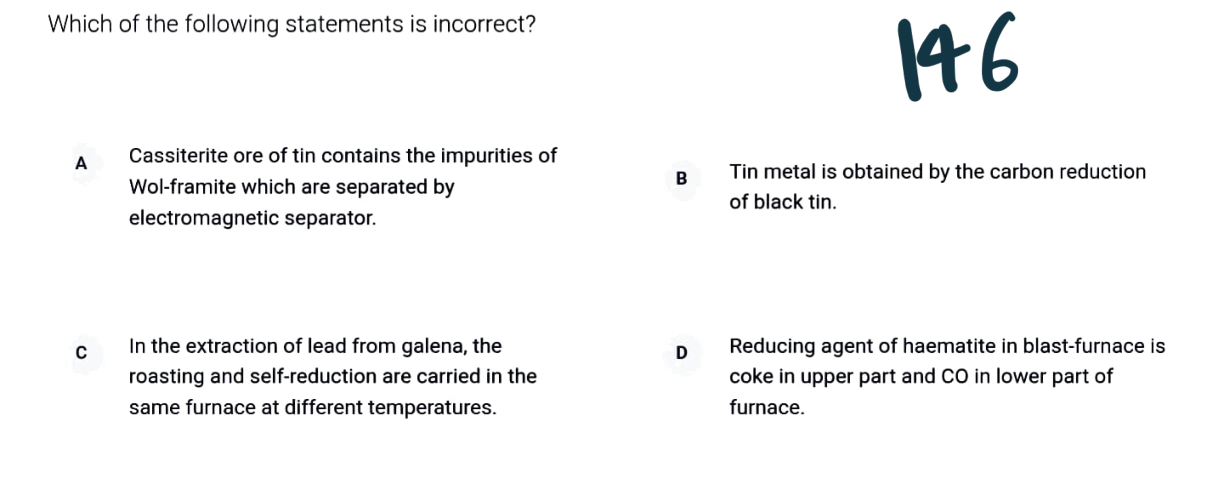 Which of the following statements is incorrect?
146
A
Cassiterite ore of tin contains the impurities of
Wol-framite which are separated by
electromagnetic separator.
B
Tin metal is obtained by the carbon reduction
of black tin.
C
In the extraction of lead from galena, the
roasting and self-reduction are carried in the
same furnace at different temperatures.
D
Reducing agent of haematite in blast-furnace is
coke in upper part and CO in lower part of
furnace.